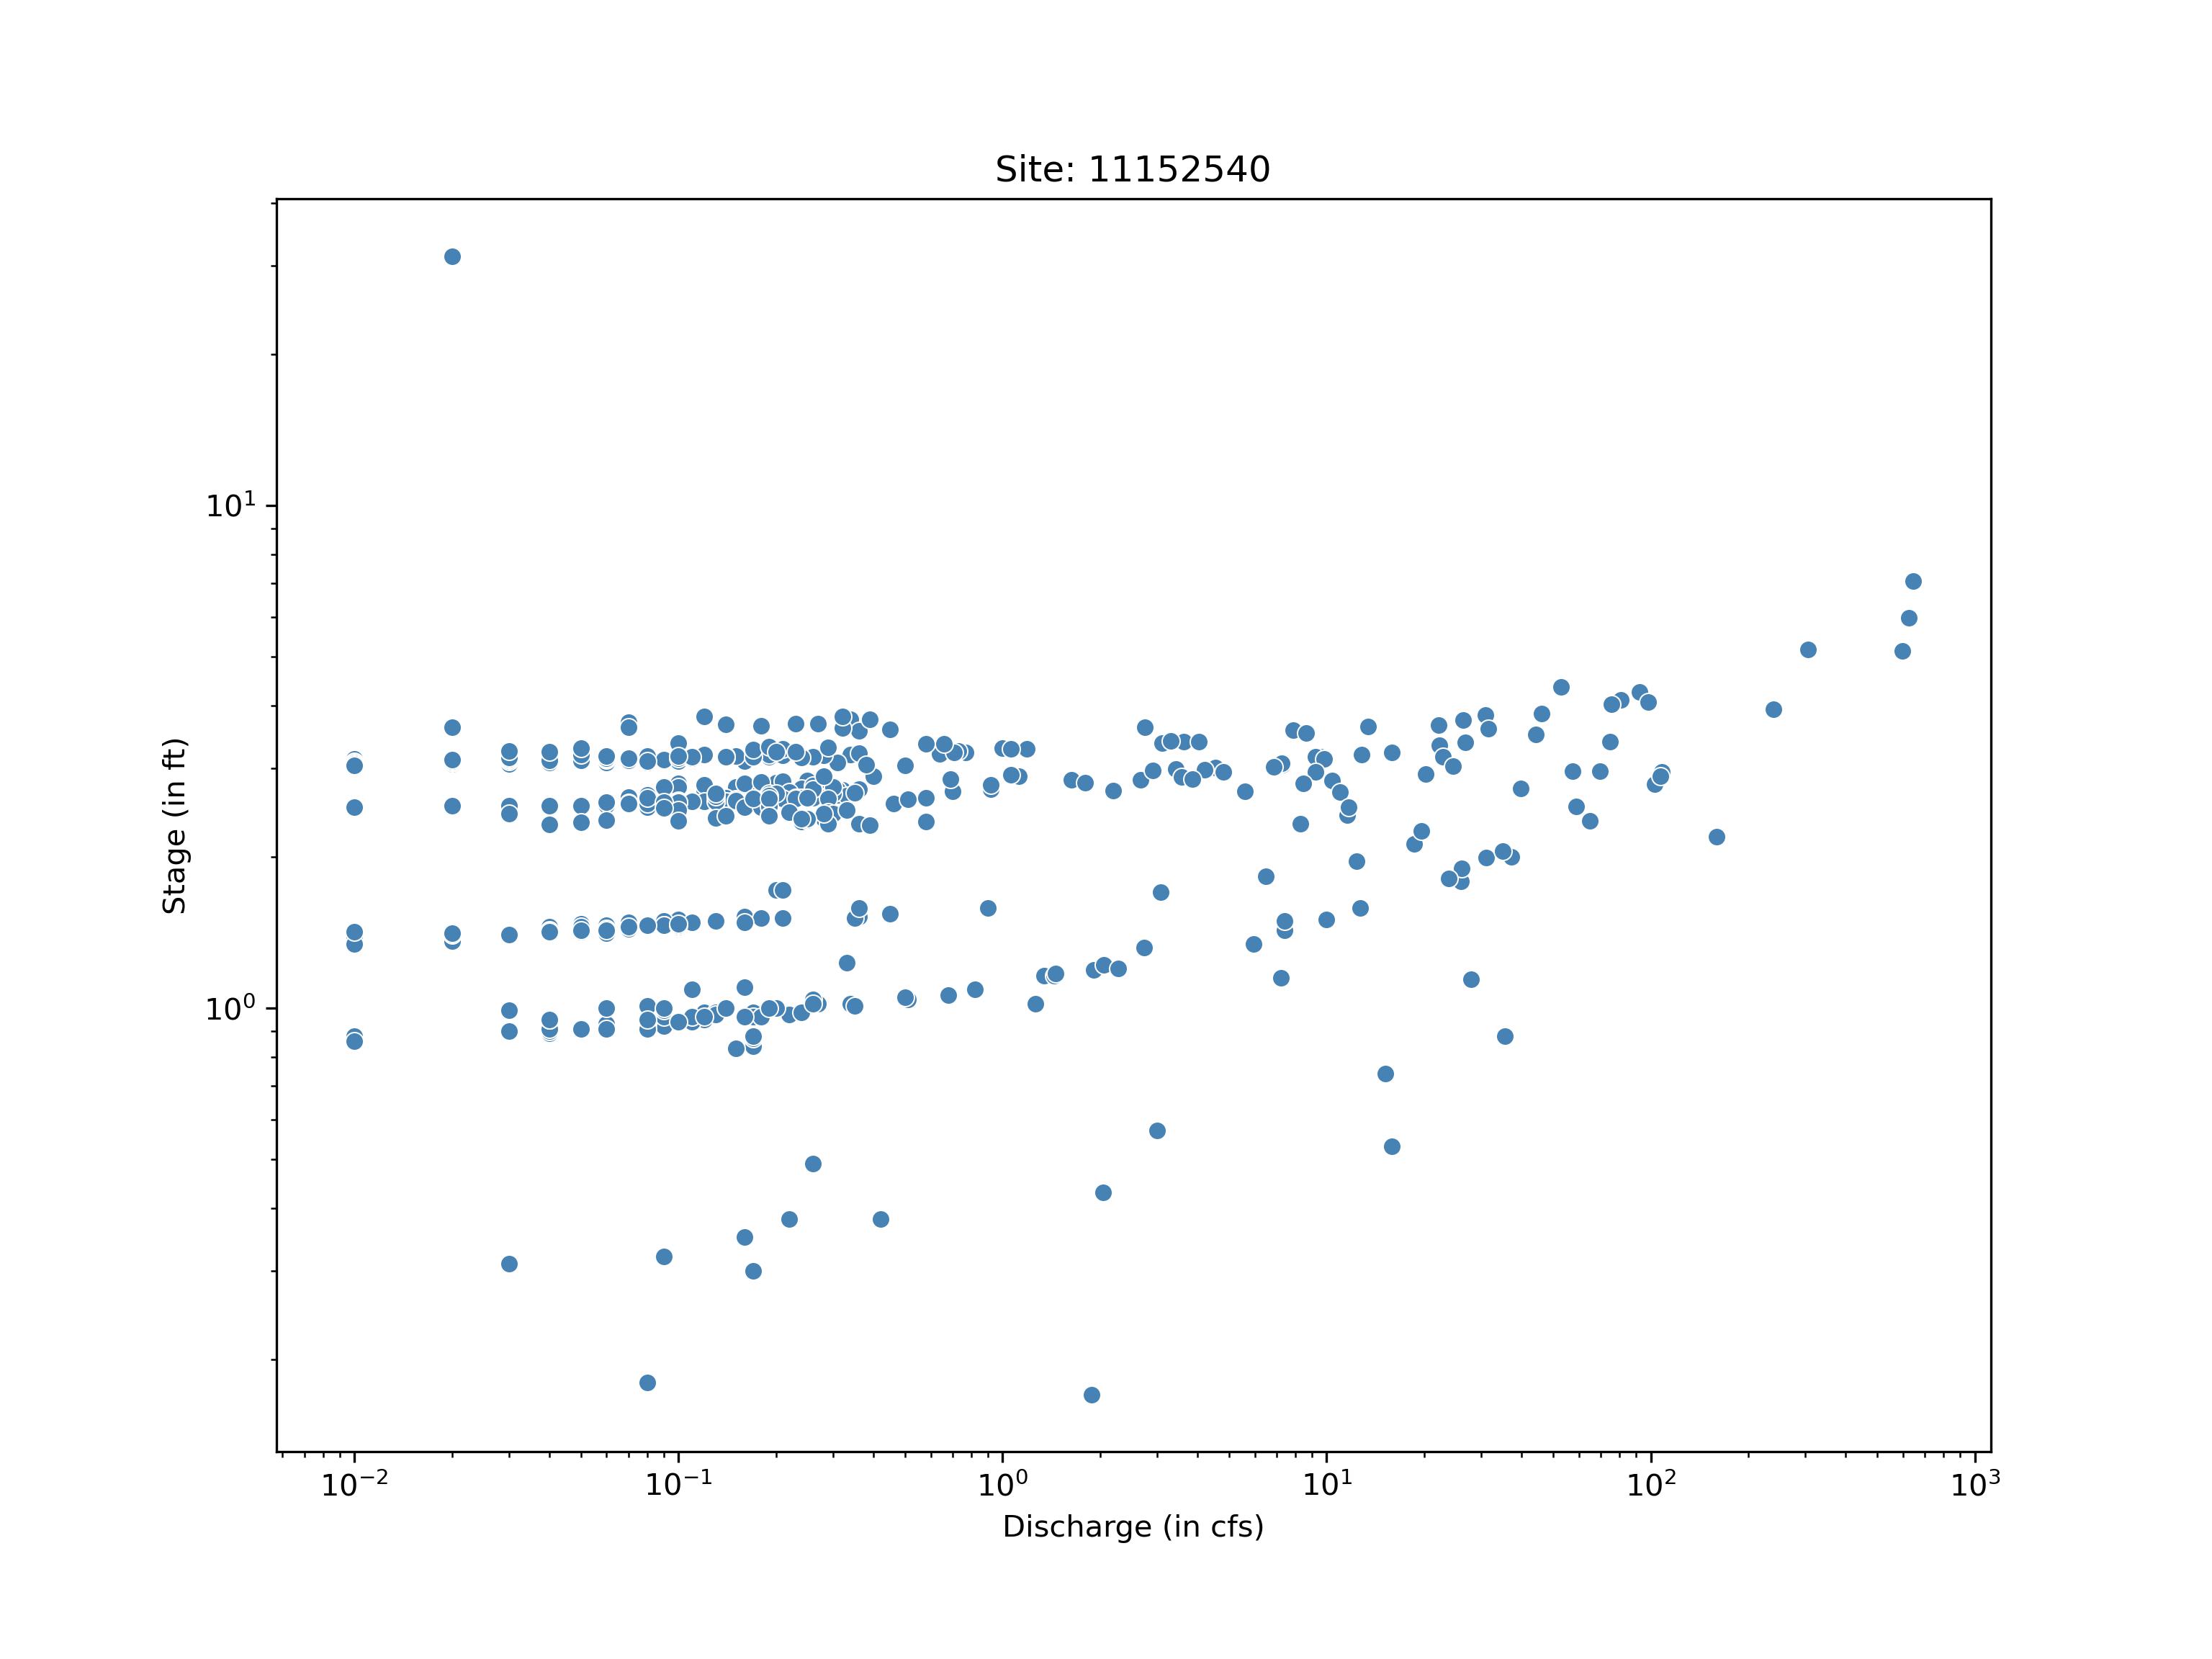 Site: 11152540
Stage (in ft)
10¹
10⁰
10⁻²
10⁻¹
10⁰
10¹
10²
10³
Discharge (in cfs)